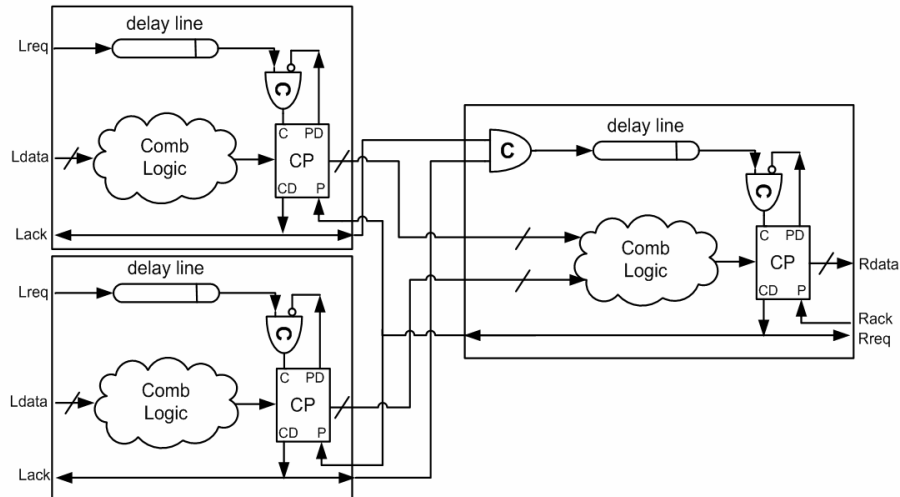 delay line
Lreq
C
C PD
Comb
Logic
CP
Ldata
CD P
Lack
delay line
Lreq
C
C PD
Comb
Logic
CP
Ldata
CD P
Lack
delay line
C
C
C PD
Comb
Logic
CP
Rdata
CD P
Rack
Rreq